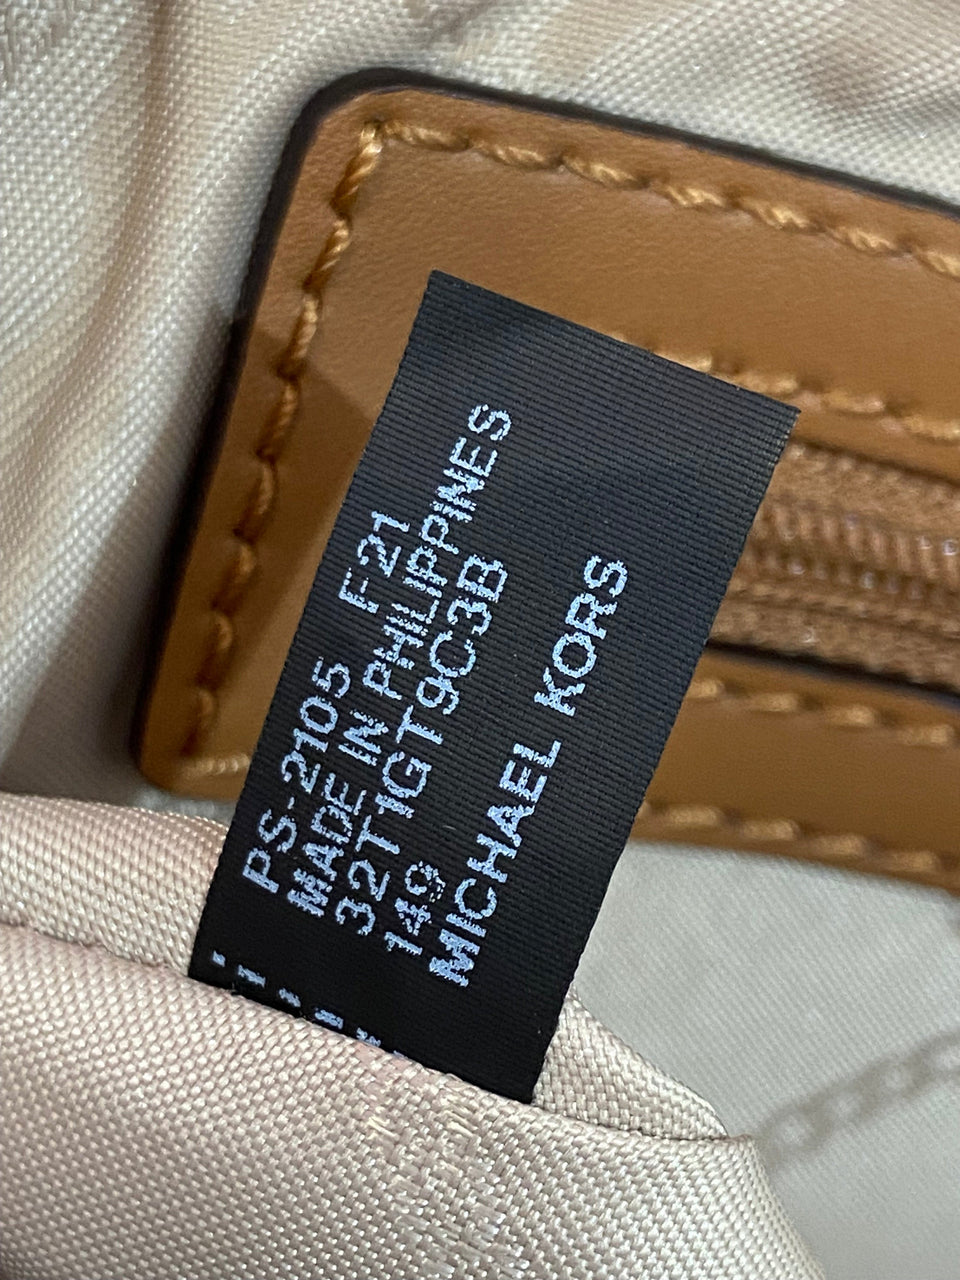 PS-2105 F21
MADE IN PHILIPPINES
32T1GT9C3B
149
MICHAEL KORS